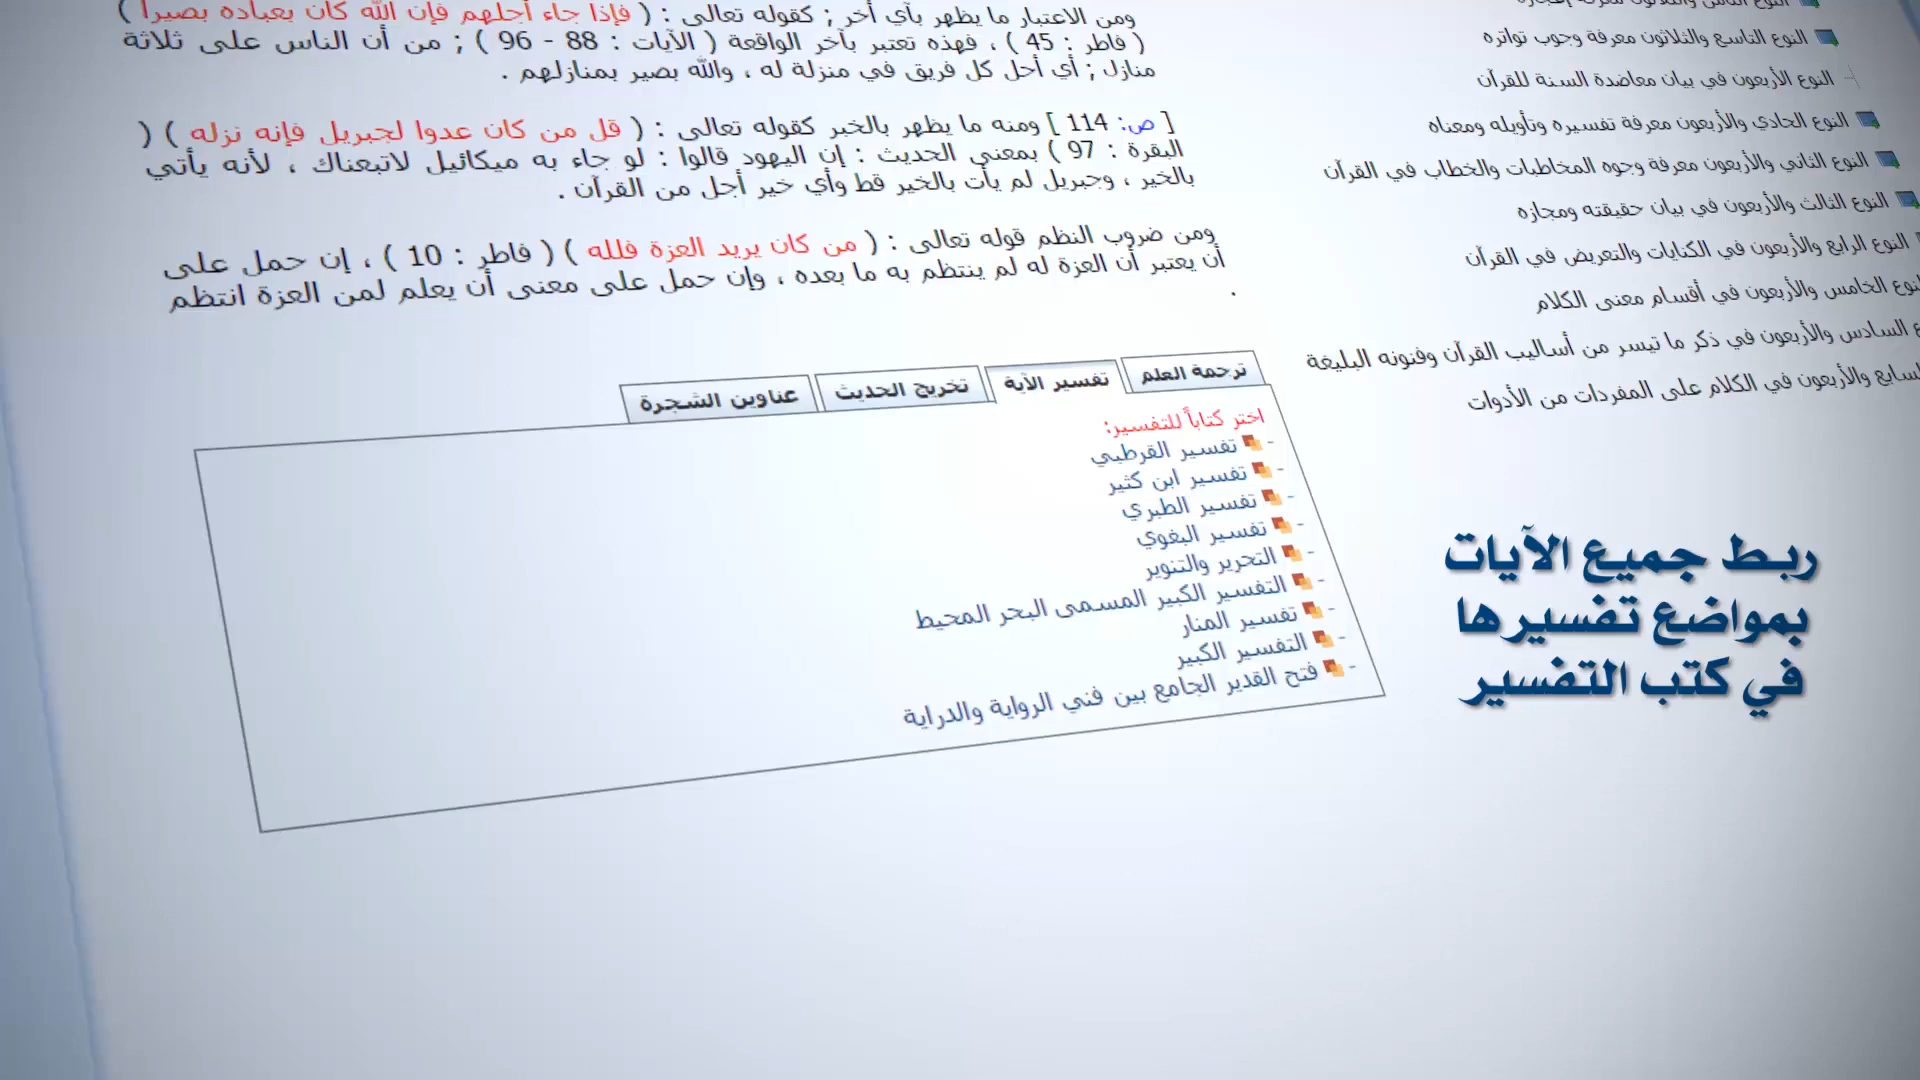 ومن الاعتبار ما يظهر بآي أخر ; كقوله تعالى : ( فإذا جاء أجلهم فإن الله كان بعباده بصيرا )
( فاطر : 45 ) ، فهذه تعتبر بآخر الواقعة ( الآيات : 88 - 96 ) ; من أن الناس على ثلاثة
منازل ; أي أحل كل فريق في منزلة له ، والله بصير بمنازلهم .
[ ص: 114 ] ومنه ما يظهر بالخبر كقوله تعالى : ( قل من كان عدوا لجبريل فإنه نزله ) (
البقرة : 97 ) بمعنى الحديث : إن اليهود قالوا : لو جاء به ميكائيل لاتبعناك ، لأنه يأتي
بالخير ، وجبريل لم يأت بالخير قط وأي خير أجل من القرآن .
ومن ضروب النظم قوله تعالى : ( من كان يريد العزة فلله ) ( فاطر : 10 ) ، إن حمل على
أن يعتبر أن العزة له لم ينتظم به ما بعده ، وإن حمل على معنى أن يعلم لمن العزة انتظم
.
النوع التاسع والثلاثون معرفة وجوب تواتره
النوع الأربعون في بيان معاضدة السنة للقرآن
النوع الحادي والأربعون معرفة تفسيره وتأويله ومعناه
النوع الثاني والأربعون معرفة وجوه المخاطبات والخطاب في القرآن
النوع الثالث والأربعون في بيان حقيقته ومجازه
النوع الرابع والأربعون في الكنايات والتعريض في القرآن
النوع الخامس والأربعون في أقسام معنى الكلام
السادس والأربعون في ذكر ما تيسر من أساليب القرآن وفنونه البليغة
السابع والأربعون في الكلام على المفردات من الأدوات
ترجمة العلم تفسير الآية تخريج الحديث عناوين الشجرة
اختر كتاباً للتفسير:
- تفسير القرطبي
- تفسير ابن كثير
- تفسير الطبري
- تفسير البغوي
- التحرير والتنوير
- التفسير الكبير المسمى البحر المحيط
- تفسير المنار
- التفسير الكبير
- فتح القدير الجامع بين فني الرواية والدراية
ربط جميع الآيات
بمواضع تفسيرها
في كتب التفسير